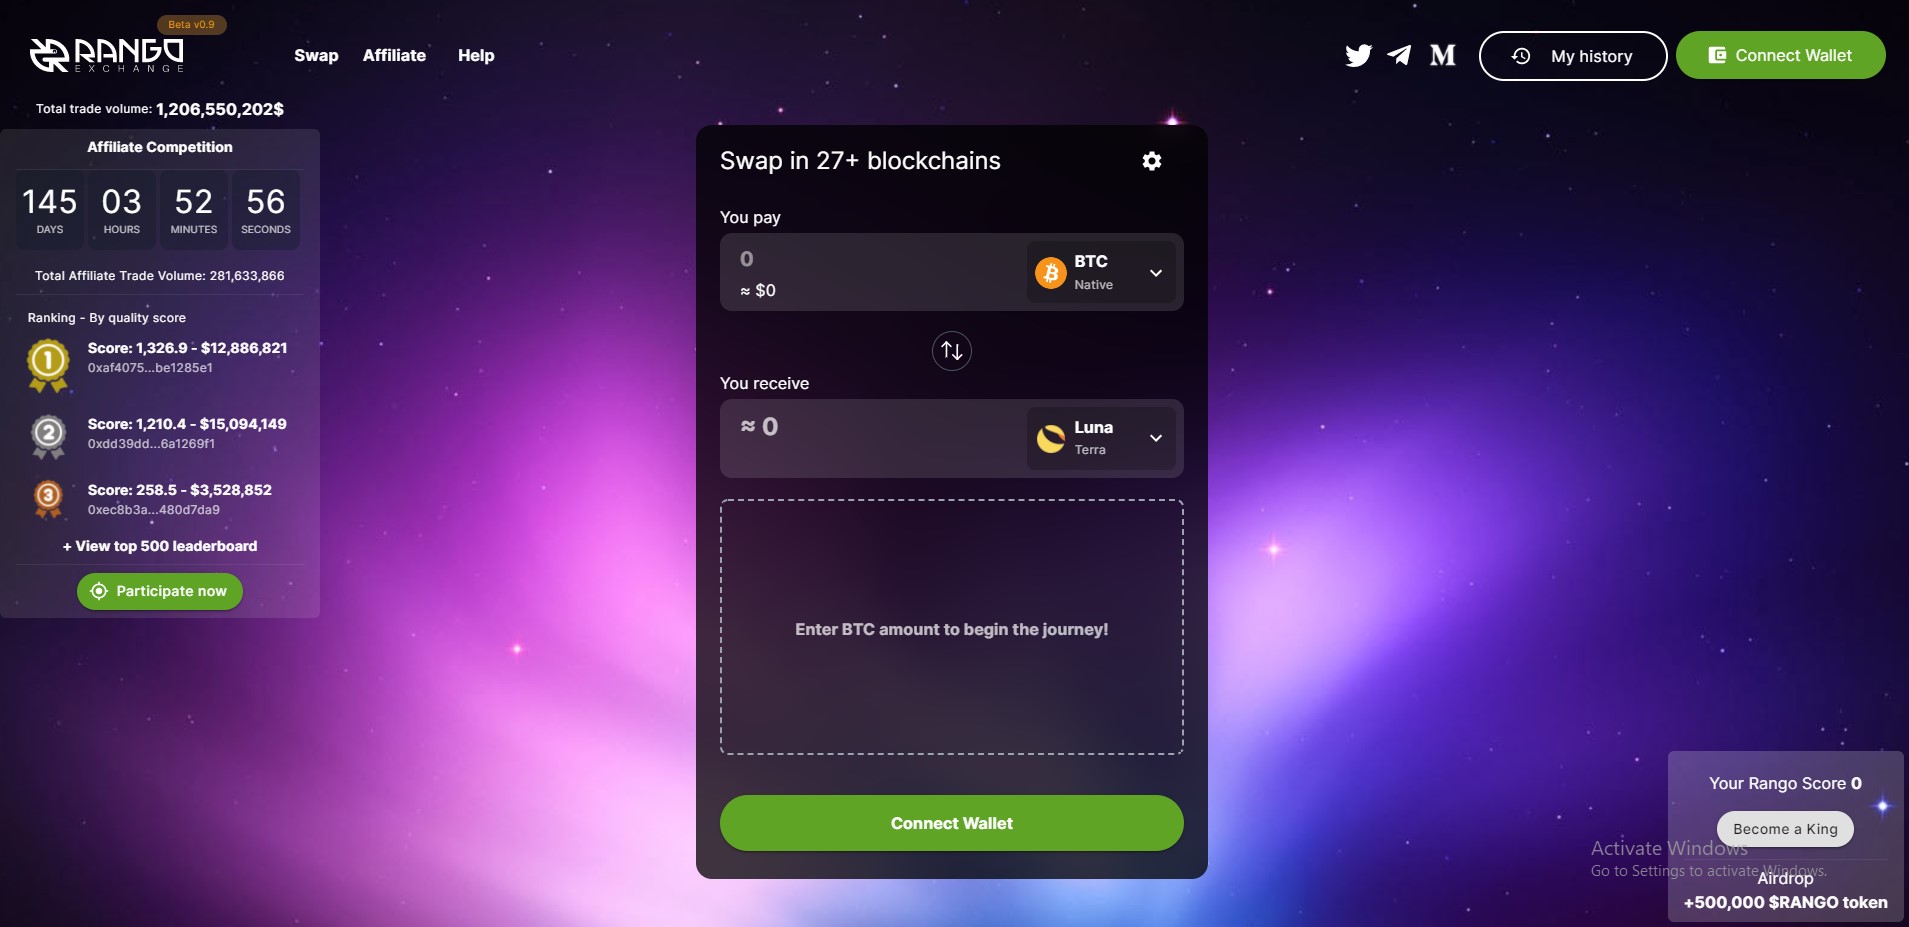 Beta v0.9
RANGO
EXCHANGE
Swap Affiliate Help
M
My history
Connect Wallet
Total trade volume: 1,206,550,202$
Affiliate Competition
145 03 52 56
DAYS HOURS MINUTES SECONDS
Total Affiliate Trade Volume: 281,633,866
Ranking - By quality score
1
Score: 1,326.9 - $12,886,821
0xaf4075...be1285e1
2
Score: 1,210.4 - $15,094,149
0xdd39dd...6a1269f1
3
Score: 258.5 - $3,528,852
0xec8b3a...480d7da9
+ View top 500 leaderboard
Participate now
Swap in 27+ blockchains
You pay
0
≈ $0
BTC
Native
You receive
≈ 0
Luna
Terra
Enter BTC amount to begin the journey!
Connect Wallet
Your Rango Score 0
Become a King
Activate Windows
Go to Settings to activate Windows.
Airdrop
+500,000 $RANGO token